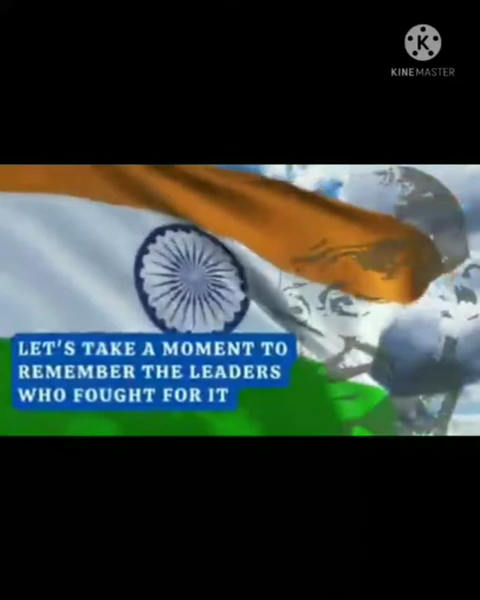 KINEMASTER
LET'S TAKE A MOMENT TO
REMEMBER THE LEADERS
WHO FOUGHT FOR IT